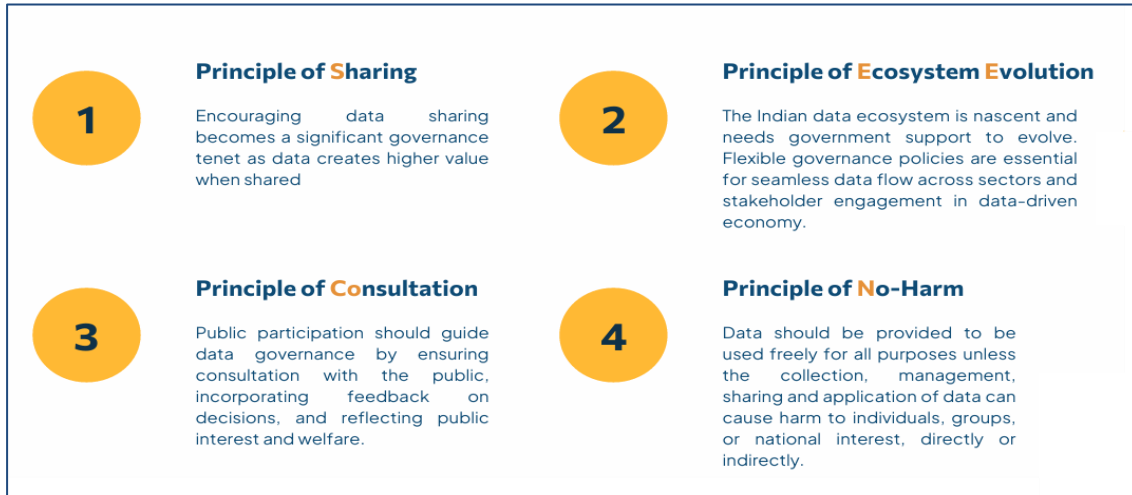 1
Principle of Sharing
Encouraging data sharing
becomes a significant governance
tenet as data creates higher value
when shared
2
Principle of Ecosystem Evolution
The Indian data ecosystem is nascent and
needs government support to evolve.
Flexible governance policies are essential
for seamless data flow across sectors and
stakeholder engagement in data-driven
economy.
3
Principle of Consultation
Public participation should guide
data governance by ensuring
consultation with the public,
incorporating feedback on
decisions, and reflecting public
interest and welfare.
4
Principle of No-Harm
Data should be provided to be
used freely for all purposes unless
the collection, management,
sharing and application of data can
cause harm to individuals, groups,
or national interest, directly or
indirectly.